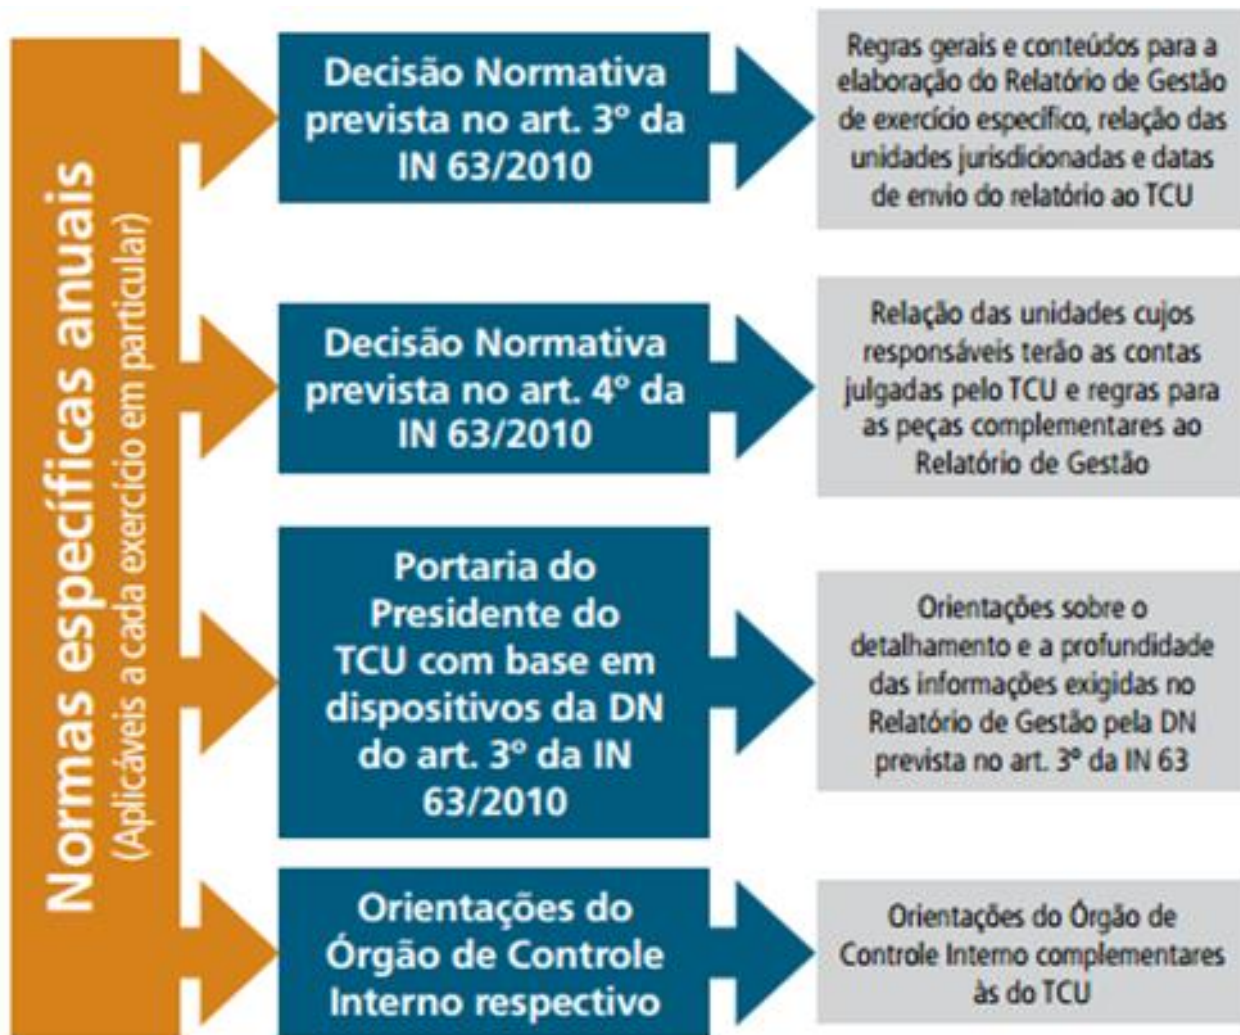 Normas específicas anuais
(Aplicáveis a cada exercício em particular)
Decisão Normativa
prevista no art. 3º da
IN 63/2010
Regras gerais e conteúdos para a
elaboração do Relatório de Gestão
de exercício específico, relação das
unidades jurisdicionadas e datas
de envio do relatório ao TCU
Decisão Normativa
prevista no art. 4º da
IN 63/2010
Relação das unidades cujos
responsáveis terão as contas
julgadas pelo TCU e regras para
as peças complementares ao
Relatório de Gestão
Portaria do
Presidente do
TCU com base em
dispositivos da DN
do art. 3º da IN
63/2010
Orientações sobre o
detalhamento e a profundidade
das informações exigidas no
Relatório de Gestão pela DN
prevista no art. 3º da IN 63
Orientações do
Órgão de Controle
Interno respectivo
Orientações do Órgão de
Controle Interno complementares
às do TCU